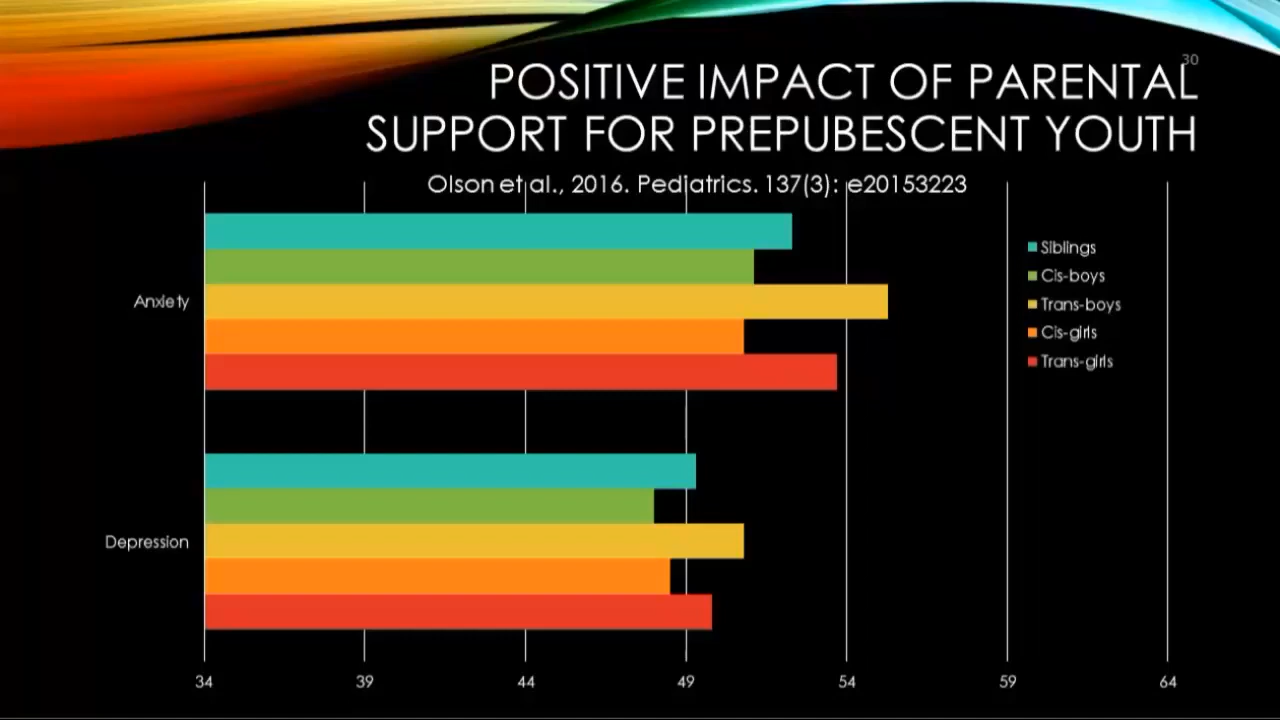 30
POSITIVE IMPACT OF PARENTAL
SUPPORT FOR PREPUBESCENT YOUTH
Olson et al., 2016. Pediatrics. 137(3): e20153223
Siblings
Cis-boys
Anxiety
Trans-boys
Cis-girls
Trans-girls
Depression
34 39 44 49 54 59 64